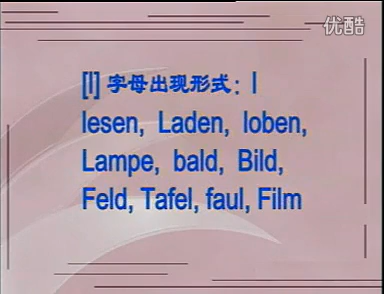 优酷
[l] 字母出现形式: l
lesen, Laden, loben,
Lampe, bald, Bild,
Feld, Tafel, faul, Film